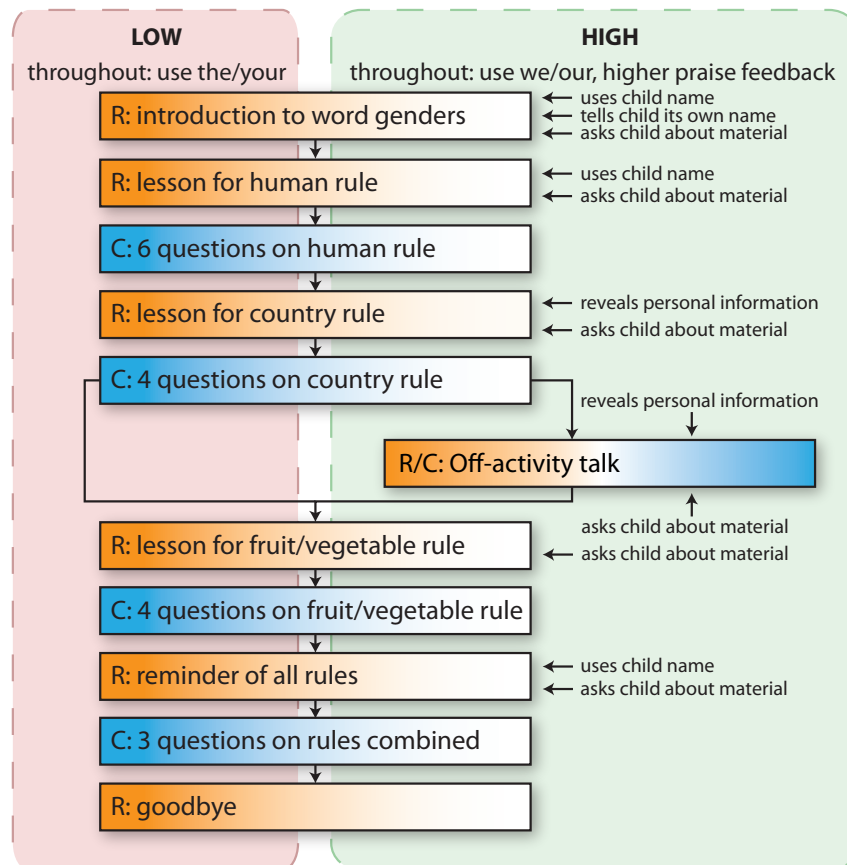 LOW
throughout: use the/your
HIGH
throughout: use we/our, higher praise feedback
R: introduction to word genders
uses child name
tells child its own name
asks child about material
R: lesson for human rule
uses child name
asks child about material
C: 6 questions on human rule
R: lesson for country rule
reveals personal information
asks child about material
C: 4 questions on country rule
reveals personal information
R/C: Off-activity talk
asks child about material
R: lesson for fruit/vegetable rule
asks child about material
C: 4 questions on fruit/vegetable rule
R: reminder of all rules
uses child name
asks child about material
C: 3 questions on rules combined
R: goodbye